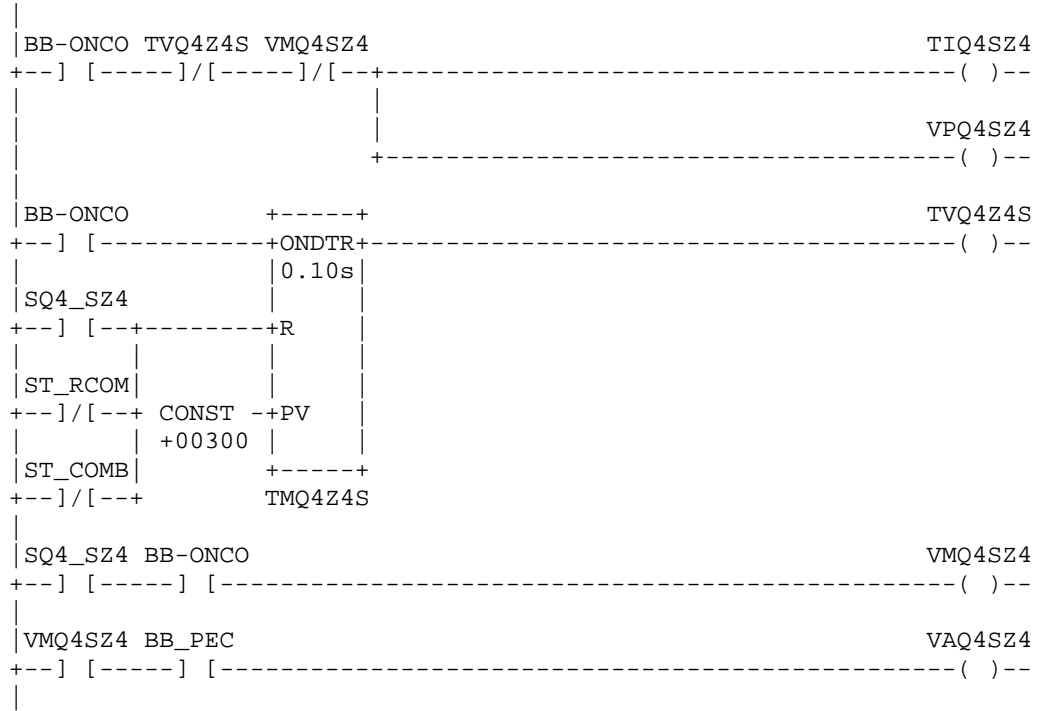 |
|BB-ONCO TVQ4Z4S VMQ4SZ4                                     TIQ4SZ4
+--] [-----]/[-----]/[--+--------------------------------------( )--
|                       |
|                       |                                    VPQ4SZ4
|                       +--------------------------------------( )--
|
|BB-ONCO         +-----+                                     TVQ4Z4S
+--] [-----------+ONDTR+---------------------------------------( )--
|                |0.10s|
|SQ4_SZ4         |     |
+--] [--+--------+R    |
|       |        |     |
|ST_RCOM|        |     |
+--]/[--+ CONST -+PV   |
|       | +00300 |     |
|ST_COMB|        +-----+
+--]/[--+        TMQ4Z4S
|
|SQ4_SZ4 BB-ONCO                                             VMQ4SZ4
+--] [-----] [-------------------------------------------------( )--
|
|VMQ4SZ4 BB_PEC                                              VAQ4SZ4
+--] [-----] [-------------------------------------------------( )--
|